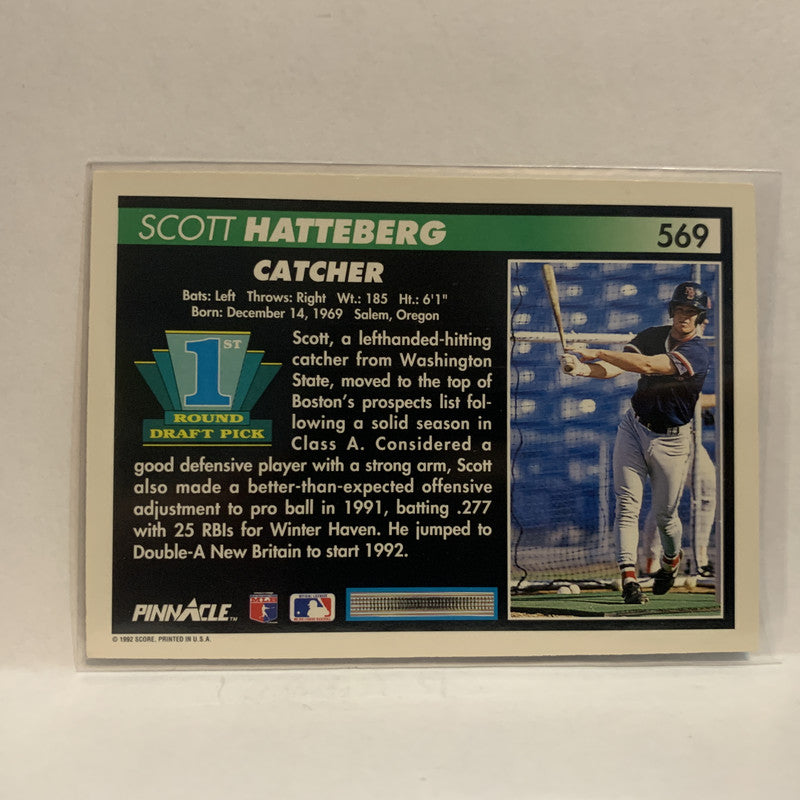 SCOTT HATTEBERG 569
CATCHER
Bats: Left Throws: Right Wt.: 185 Ht.: 6'1"
Born: December 14, 1969 Salem, Oregon
1ST
ROUND
DRAFT PICK
Scott, a lefthanded-hitting
catcher from Washington
State, moved to the top of
Boston's prospects list fol-
lowing a solid season in
Class A. Considered a
good defensive player with a strong arm, Scott
also made a better-than-expected offensive
adjustment to pro ball in 1991, batting .277
with 25 RBIs for Winter Haven. He jumped to
Double-A New Britain to start 1992.
PINNACLE™
© 1992 SCORE. PRINTED IN U.S.A.